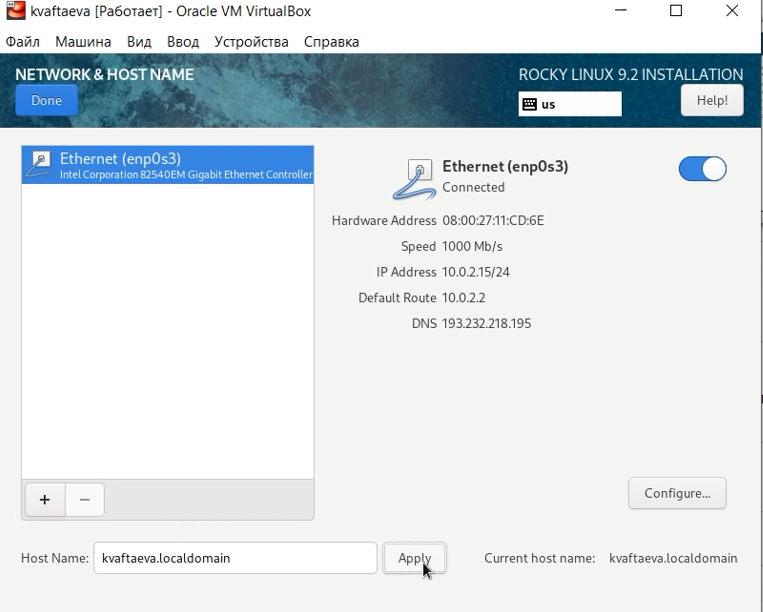 kvaftaeva [Работает] - Oracle VM VirtualBox
Файл Машина Вид Ввод Устройства Справка
NETWORK & HOST NAME
ROCKY LINUX 9.2 INSTALLATION
Done
us
Help!
Ethernet (enp0s3)
Intel Corporation 82540EM Gigabit Ethernet Controller
Ethernet (enp0s3)
Connected
Hardware Address 08:00:27:11:CD:6E
Speed 1000 Mb/s
IP Address 10.0.2.15/24
Default Route 10.0.2.2
DNS 193.232.218.195
+ −
Configure...
Host Name: kvaftaeva.localdomain Apply Current host name: kvaftaeva.localdomain